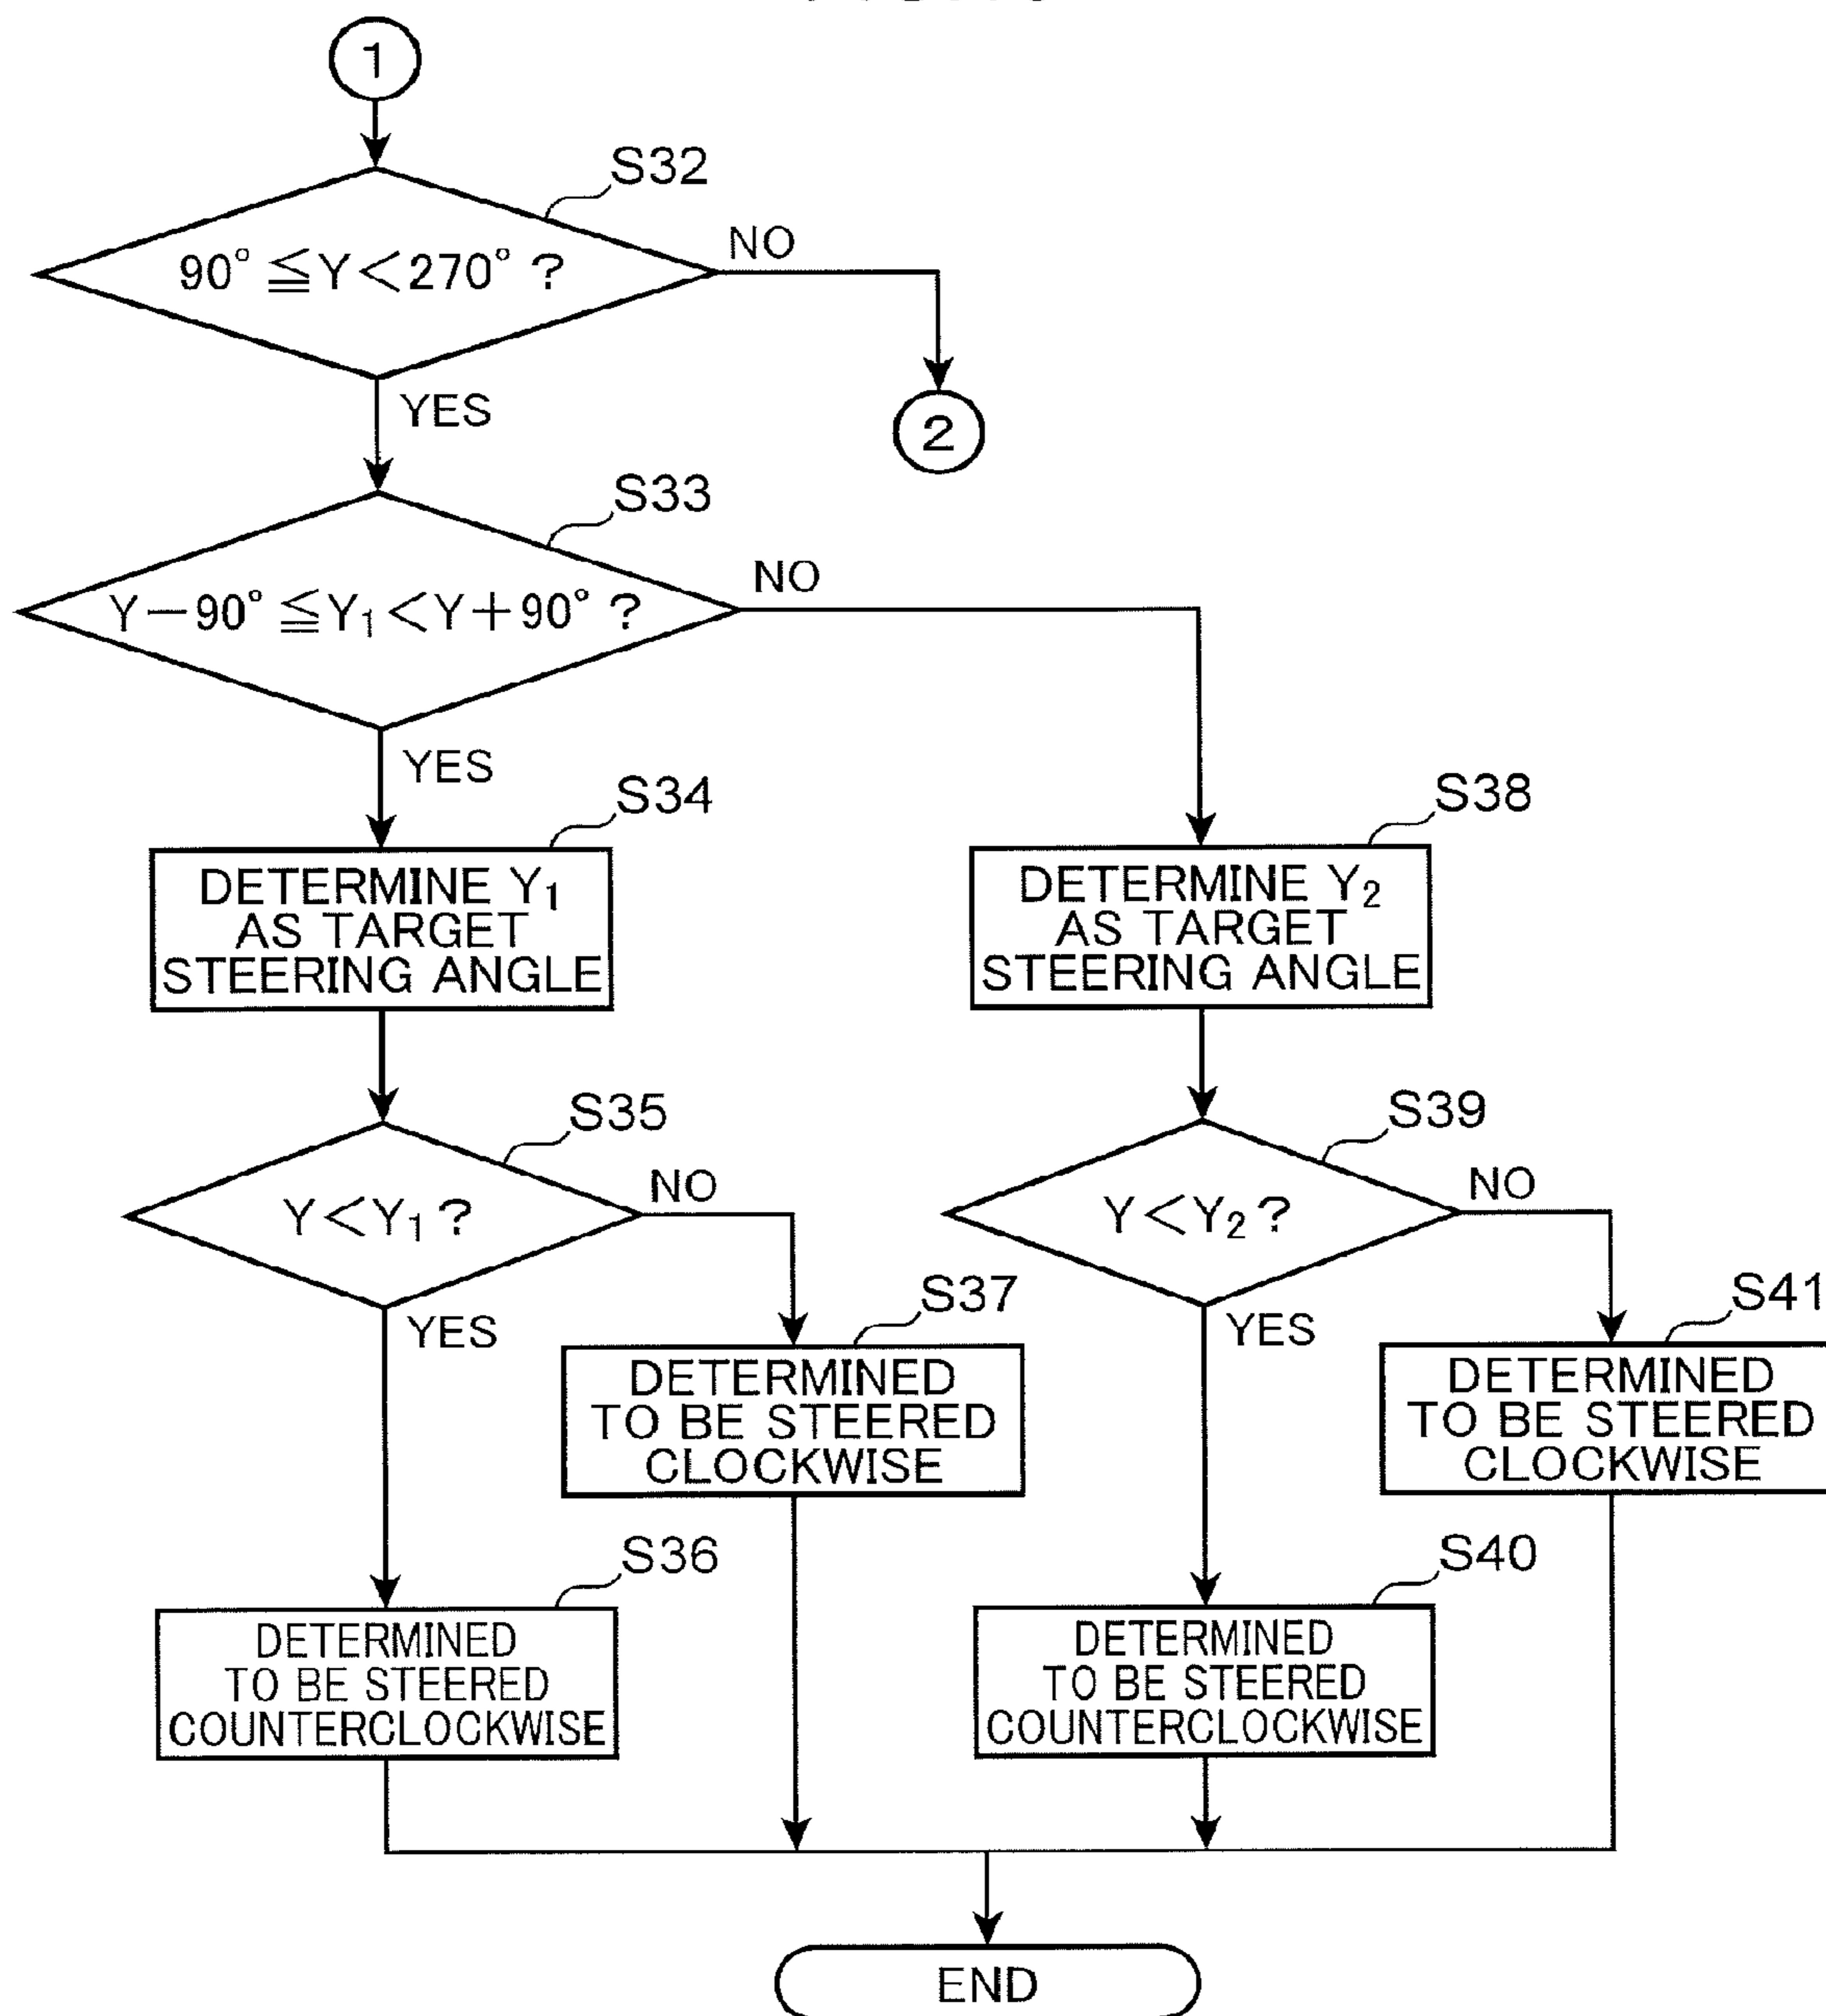 1
S32
90° ≦ Y < 270° ?
NO
YES
2
S33
Y − 90° ≦ Y₁ < Y + 90° ?
NO
YES
S34
DETERMINE Y₁
AS TARGET
STEERING ANGLE
S38
DETERMINE Y₂
AS TARGET
STEERING ANGLE
S35
Y < Y₁ ?
NO
YES
S39
Y < Y₂ ?
NO
YES
S37
DETERMINED
TO BE STEERED
CLOCKWISE
S41
DETERMINED
TO BE STEERED
CLOCKWISE
S36
DETERMINED
TO BE STEERED
COUNTERCLOCKWISE
S40
DETERMINED
TO BE STEERED
COUNTERCLOCKWISE
END